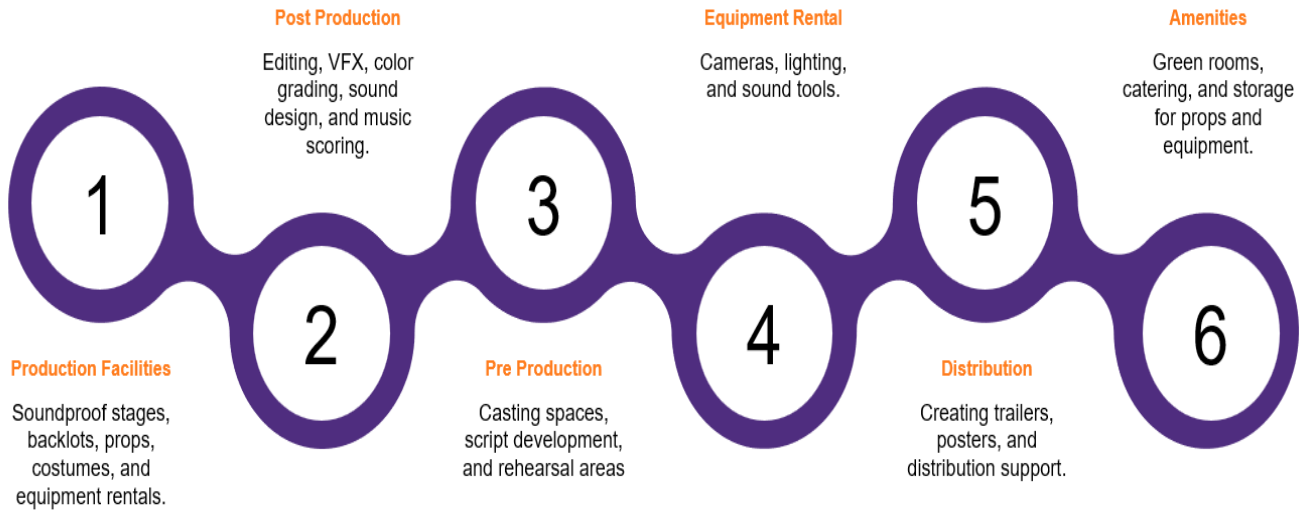 Post Production
Editing, VFX, color
grading, sound
design, and music
scoring.
Equipment Rental
Cameras, lighting,
and sound tools.
Amenities
Green rooms,
catering, and storage
for props and
equipment.
1
2
3
4
5
6
Production Facilities
Soundproof stages,
backlots, props,
costumes, and
equipment rentals.
Pre Production
Casting spaces,
script development,
and rehearsal areas
Distribution
Creating trailers,
posters, and
distribution support.